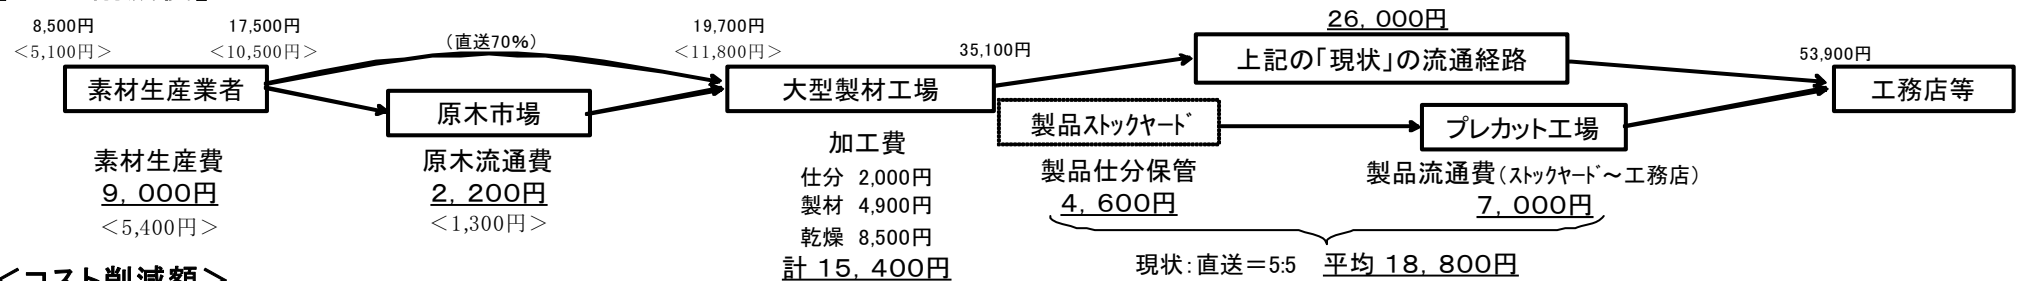 8,500円
<5,100円>
17,500円
<10,500円>
(直送70%)
19,700円
<11,800円>
35,100円
26,000円
53,900円
素材生産業者
原木市場
大型製材工場
上記の「現状」の流通経路
製品ストックヤード
プレカット工場
工務店等
素材生産費
9,000円
<5,400円>
原木流通費
2,200円
<1,300円>
加工費
仕分 2,000円
製材 4,900円
乾燥 8,500円
計 15,400円
製品仕分保管
4,600円
製品流通費(ストックヤード~工務店)
7,000円
現状:直送=5:5 平均 18,800円
<コスト削減額>